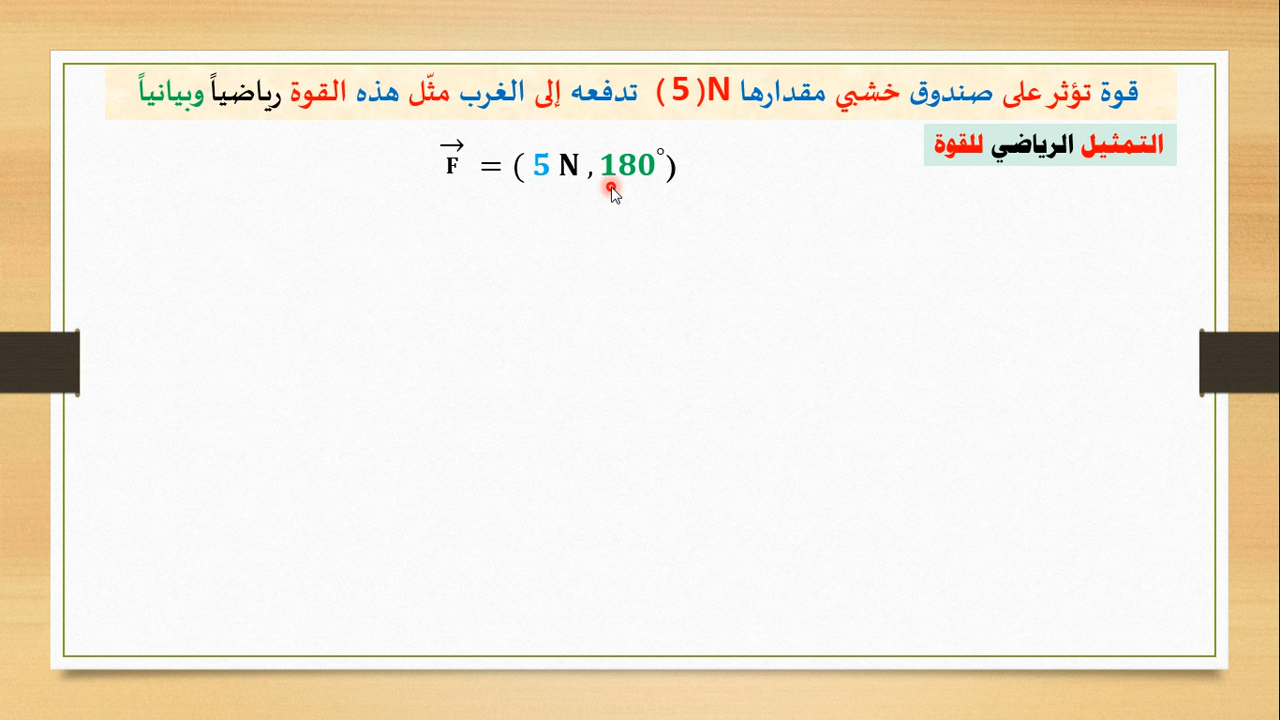 قوة تؤثر على صندوق خشبي مقدارها N( 5 ) تدفعه إلى الغرب مثّل هذه القوة رياضياً وبيانياً
التمثيل الرياضي للقوة
F⃗ = ( 5 N , 180° )